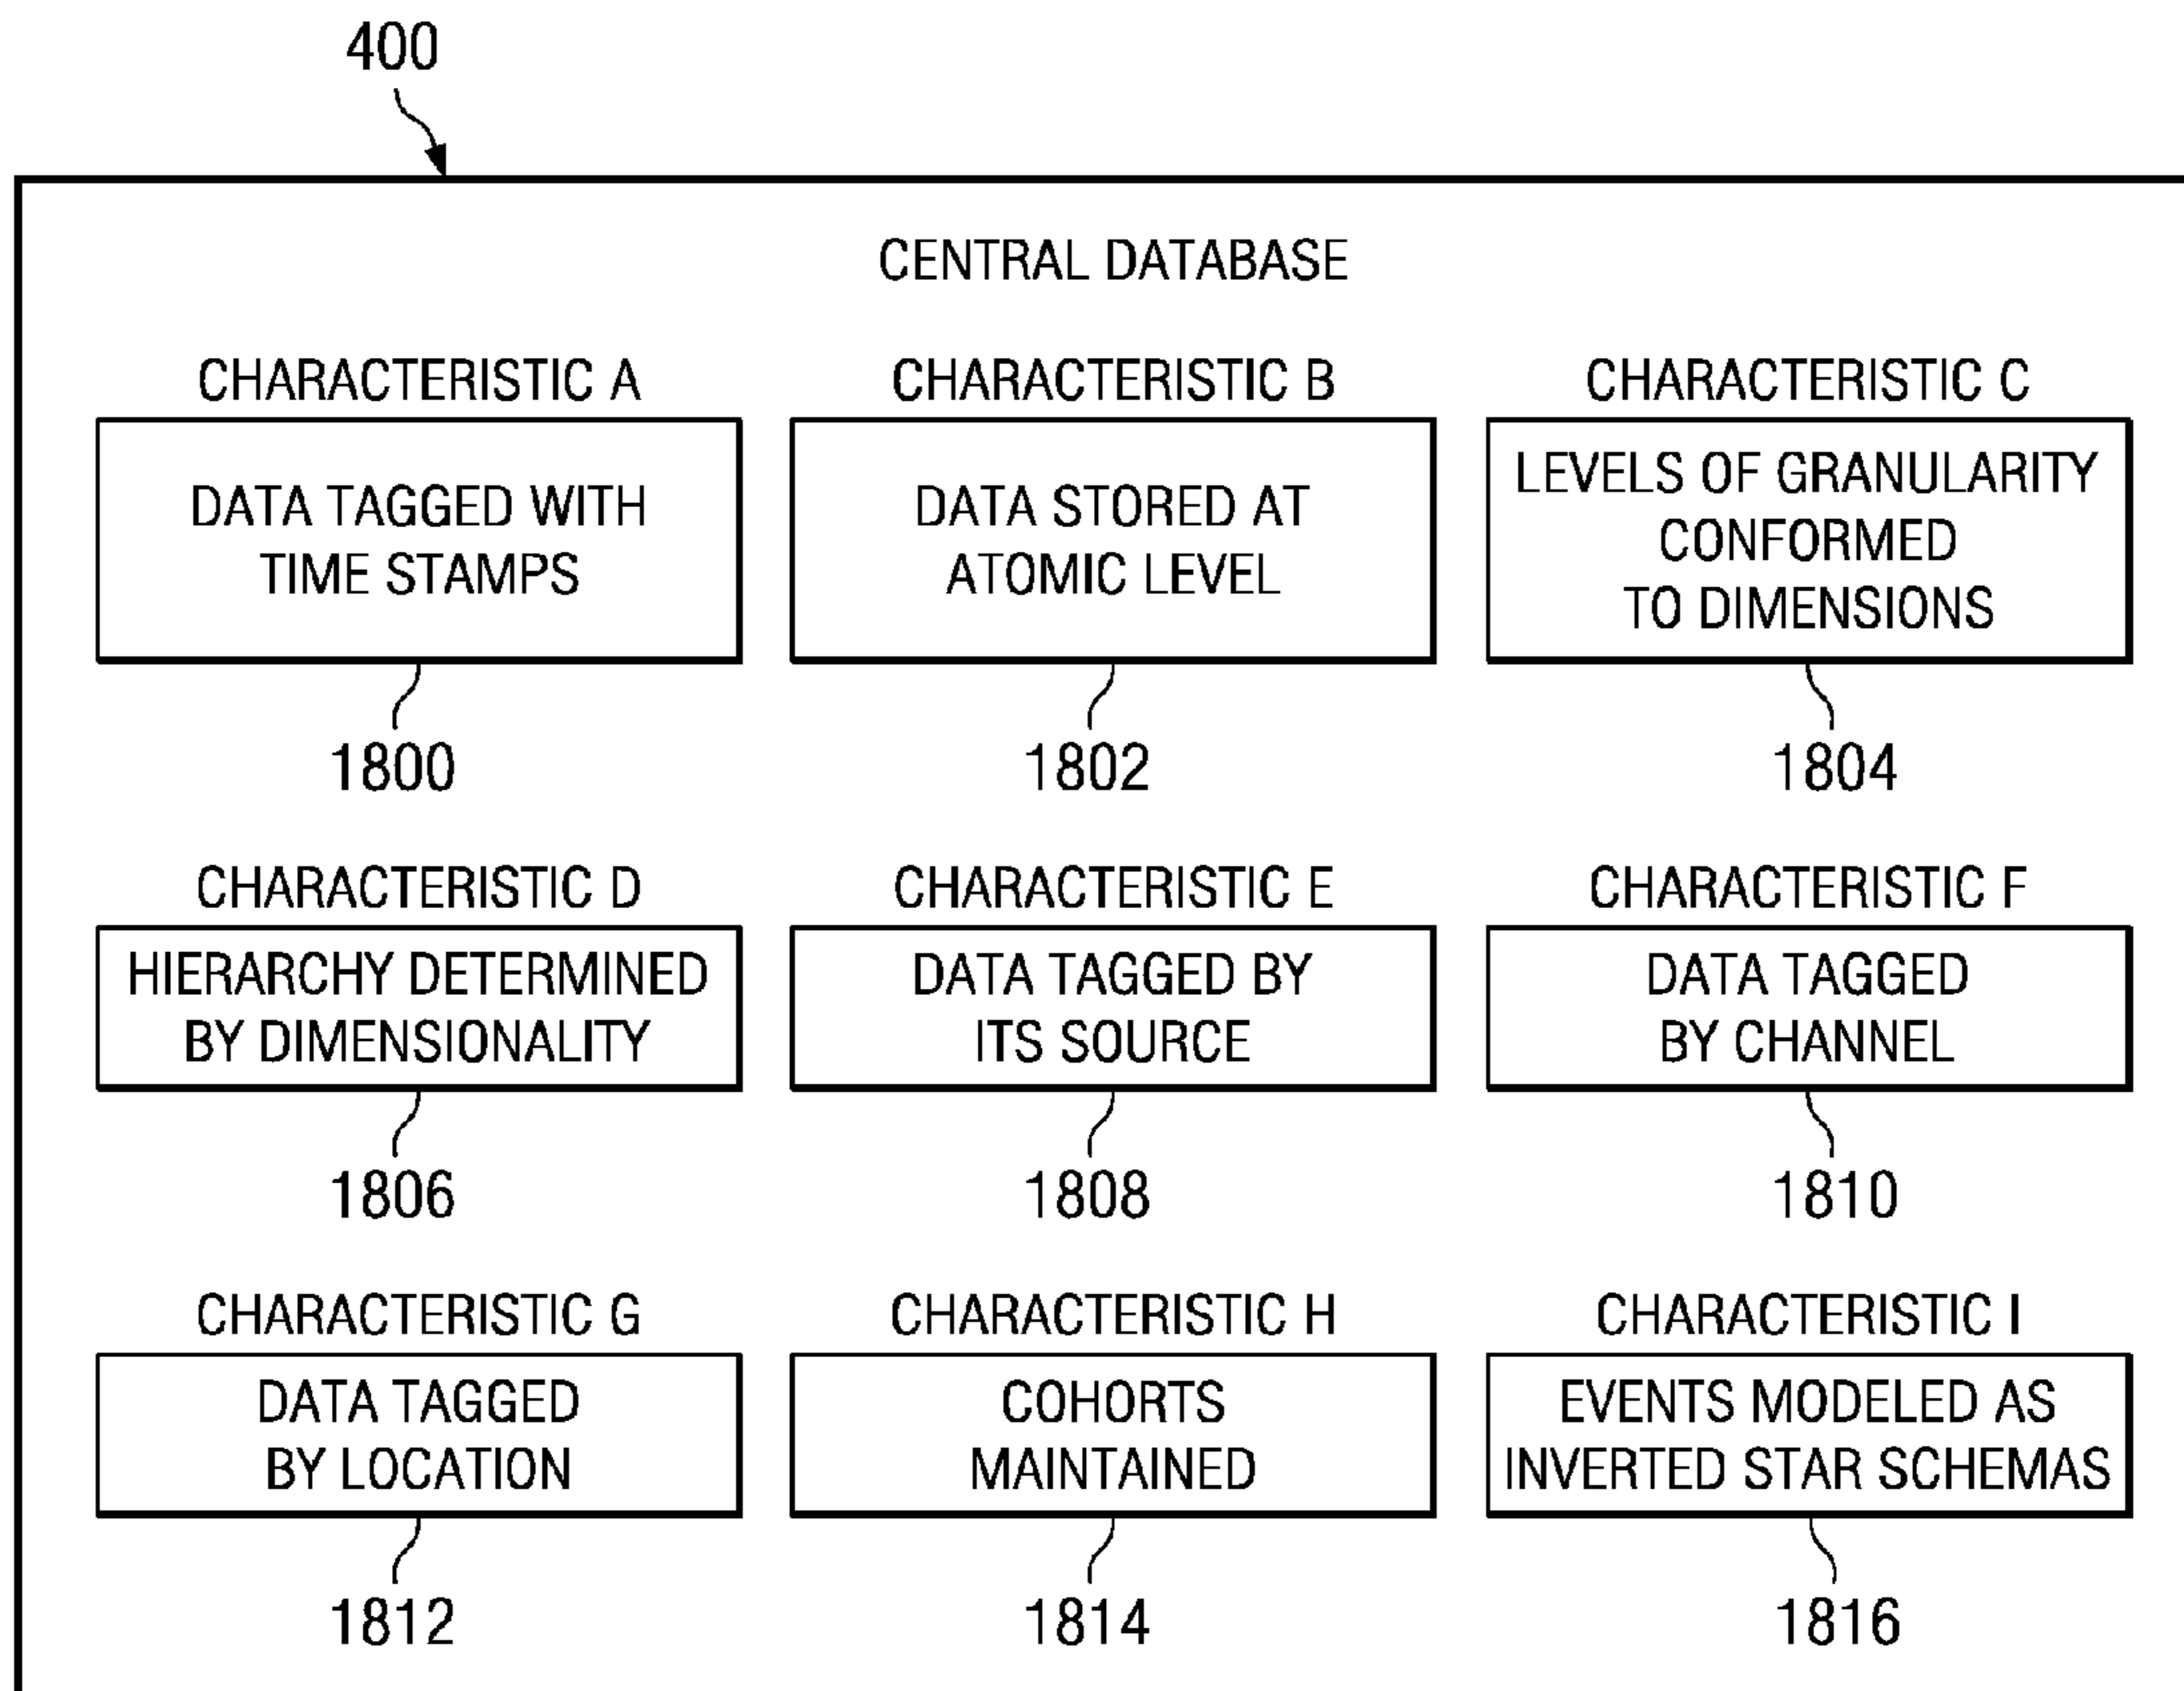 400
CENTRAL DATABASE
CHARACTERISTIC A
DATA TAGGED WITH
TIME STAMPS
1800
CHARACTERISTIC B
DATA STORED AT
ATOMIC LEVEL
1802
CHARACTERISTIC C
LEVELS OF GRANULARITY
CONFORMED
TO DIMENSIONS
1804
CHARACTERISTIC D
HIERARCHY DETERMINED
BY DIMENSIONALITY
1806
CHARACTERISTIC E
DATA TAGGED BY
ITS SOURCE
1808
CHARACTERISTIC F
DATA TAGGED
BY CHANNEL
1810
CHARACTERISTIC G
DATA TAGGED
BY LOCATION
1812
CHARACTERISTIC H
COHORTS
MAINTAINED
1814
CHARACTERISTIC I
EVENTS MODELED AS
INVERTED STAR SCHEMAS
1816